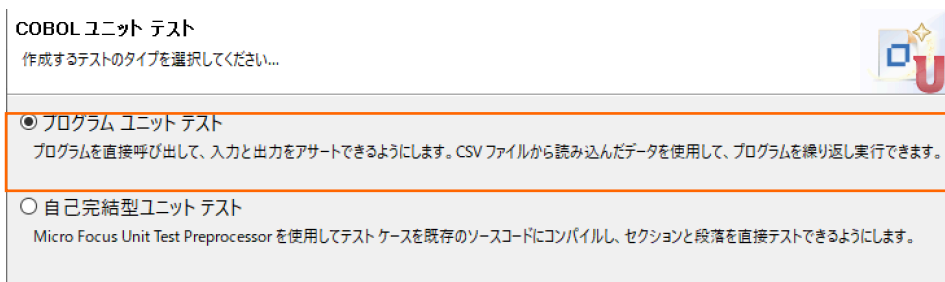 COBOL ユニット テスト
作成するテストのタイプを選択してください...
プログラム ユニット テスト
プログラムを直接呼び出して、入力と出力をアサートできるようにします。CSV ファイルから読み込んだデータを使用して、プログラムを繰り返し実行できます。
自己完結型ユニット テスト
Micro Focus Unit Test Preprocessor を使用してテスト ケースを既存のソースコードにコンパイルし、セクションと段落を直接テストできるようにします。